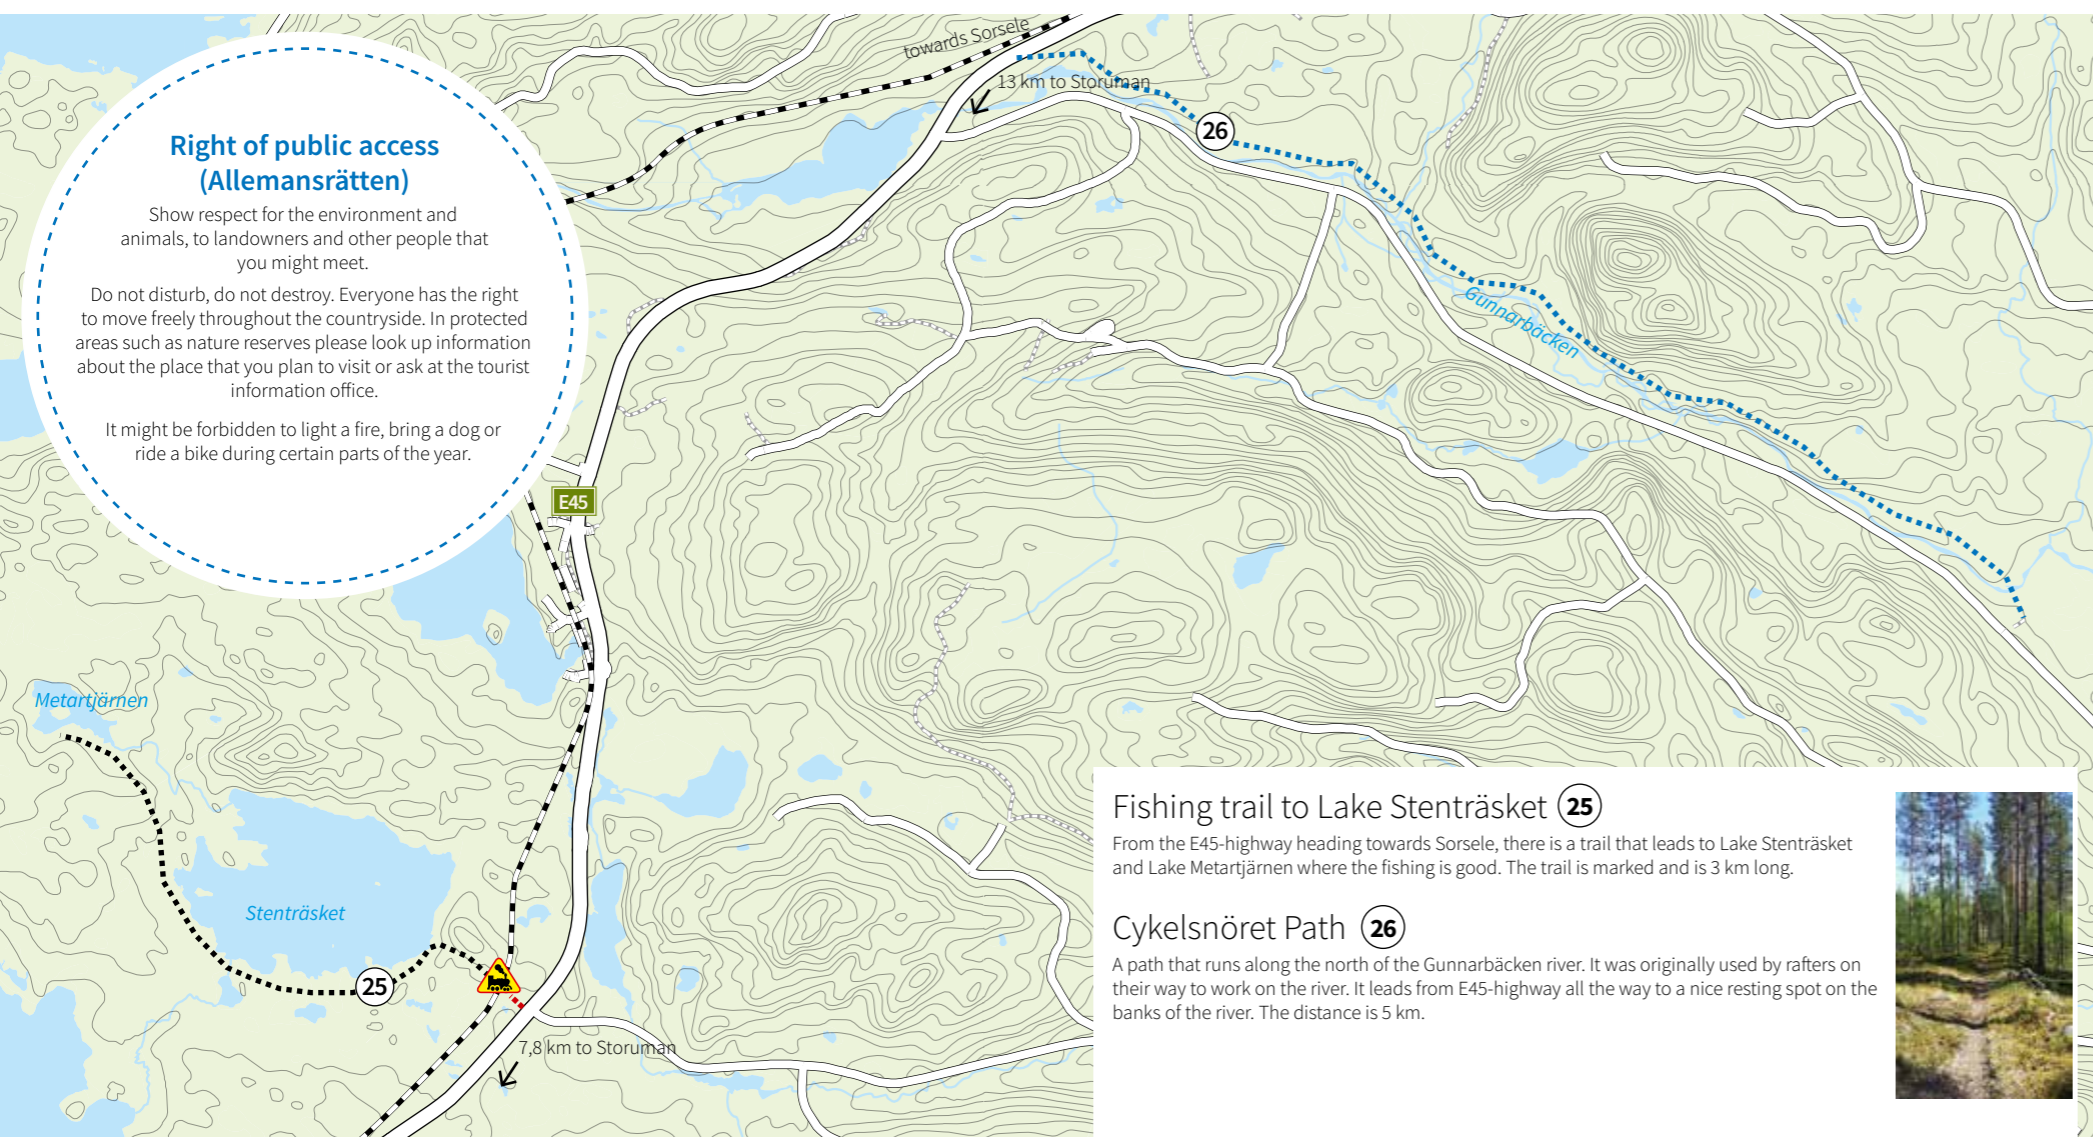 towards Sorsele
13 km to Storuman
26
Right of public access
(Allemansrätten)
Show respect for the environment and
animals, to landowners and other people that
you might meet.
Do not disturb, do not destroy. Everyone has the right
to move freely throughout the countryside. In protected
areas such as nature reserves please look up information
about the place that you plan to visit or ask at the tourist
information office.
It might be forbidden to light a fire, bring a dog or
ride a bike during certain parts of the year.
Gunnarbäcken
E45
Metartjärnen
Stenträsket
25
7,8 km to Storuman
Fishing trail to Lake Stenträsket 25
From the E45-highway heading towards Sorsele, there is a trail that leads to Lake Stenträsket
and Lake Metartjärnen where the fishing is good. The trail is marked and is 3 km long.
Cykelsnöret Path 26
A path that runs along the north of the Gunnarbäcken river. It was originally used by rafters on
their way to work on the river. It leads from E45-highway all the way to a nice resting spot on the
banks of the river. The distance is 5 km.